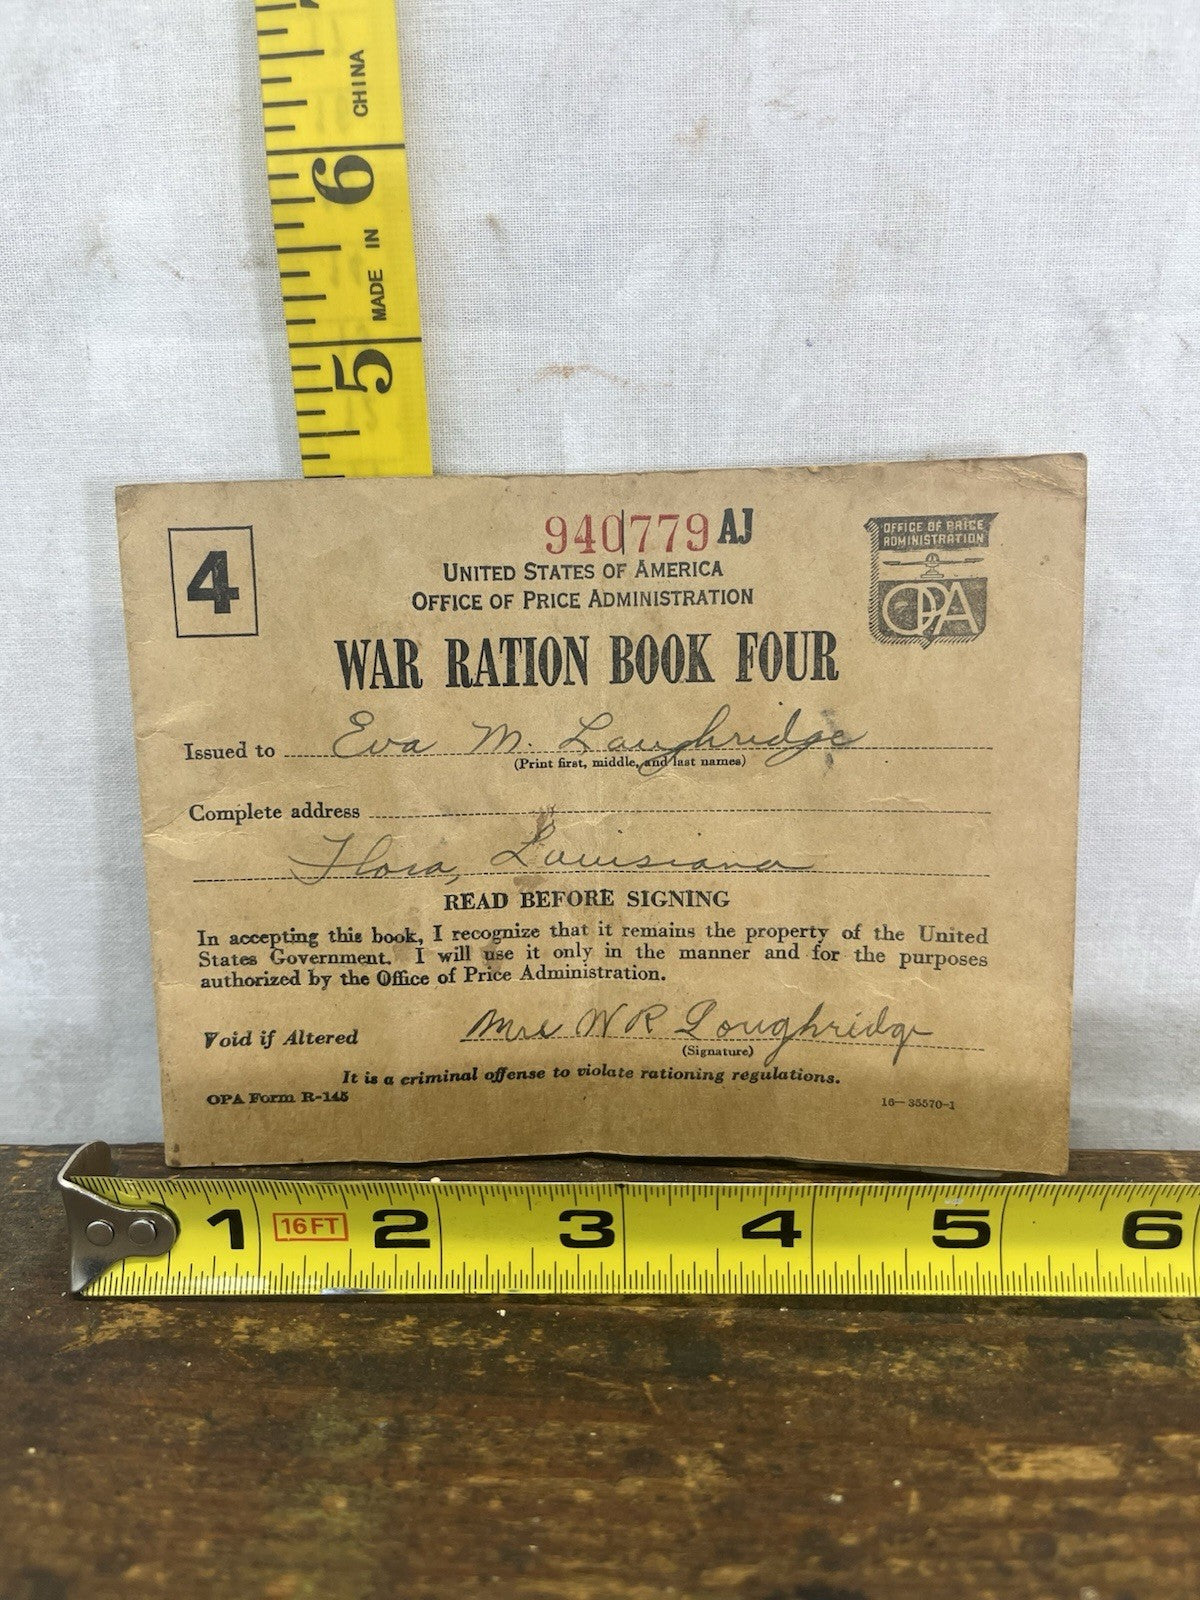 CHINA
6
MADE IN
5
940779 AJ
4
OFFICE OF PRICE
ADMINISTRATION
OPA
UNITED STATES OF AMERICA
OFFICE OF PRICE ADMINISTRATION
WAR RATION BOOK FOUR
Issued to Eva M. Laughridge
(Print first, middle, and last names)
Complete address
Flora, Louisiana
READ BEFORE SIGNING
In accepting this book, I recognize that it remains the property of the United
States Government. I will use it only in the manner and for the purposes
authorized by the Office of Price Administration.
Void if Altered Mrs W R Loughridge
(Signature)
It is a criminal offense to violate rationing regulations.
OPA Form R-145 16—35570-1
1 16FT 2 3 4 5 6